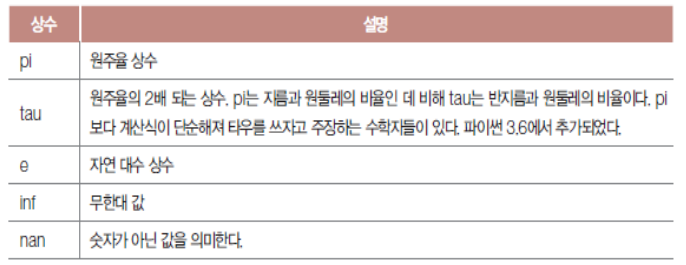 상수 설명
pi 원주율 상수
tau 원주율의 2배 되는 상수. pi는 지름과 원둘레의 비율인 데 비해 tau는 반지름과 원둘레의 비율이다. pi
보다 계산식이 단순해져 타우를 쓰자고 주장하는 수학자들이 있다. 파이썬 3.6에서 추가되었다.
e 자연 대수 상수
inf 무한대 값
nan 숫자가 아닌 값을 의미한다.